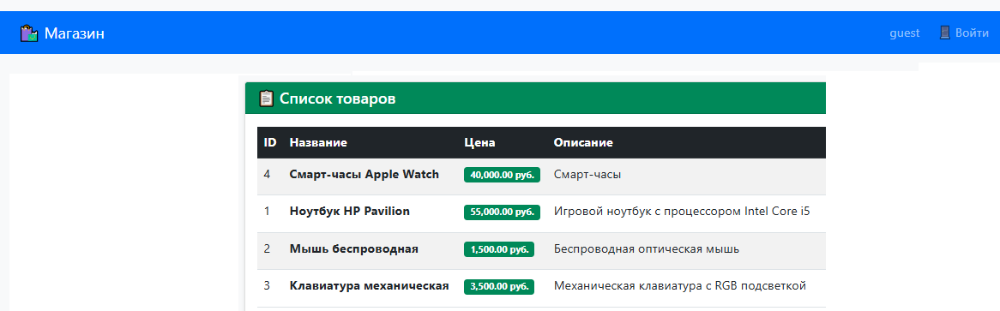 Магазин guest Войти
Список товаров
ID Название Цена Описание
4 Смарт-часы Apple Watch 40,000.00 руб. Смарт-часы
1 Ноутбук HP Pavilion 55,000.00 руб. Игровой ноутбук с процессором Intel Core i5
2 Мышь беспроводная 1,500.00 руб. Беспроводная оптическая мышь
3 Клавиатура механическая 3,500.00 руб. Механическая клавиатура с RGB подсветкой